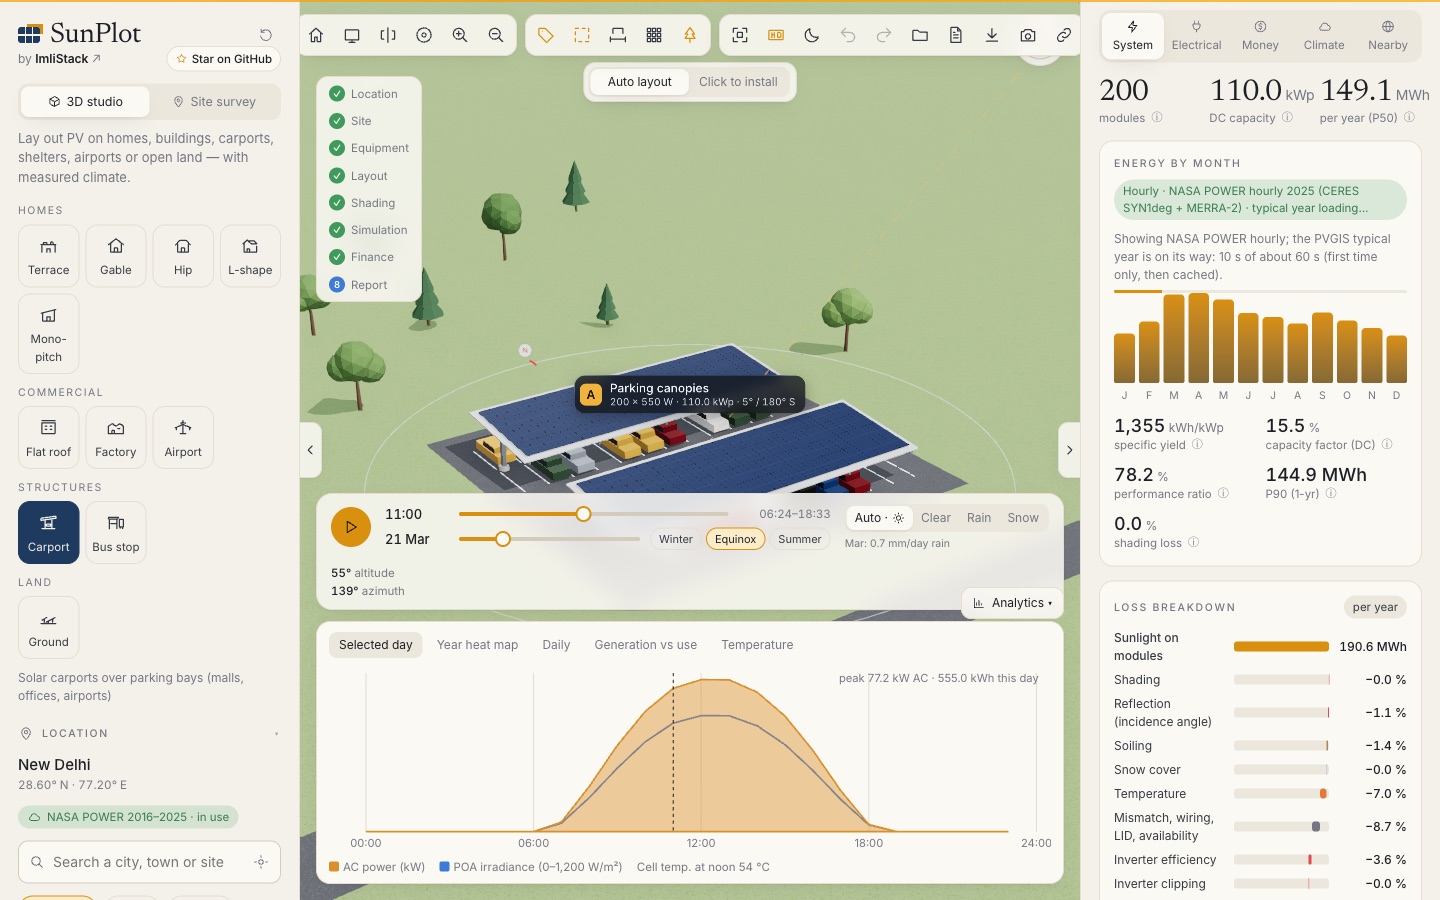 SunPlot
by ImliStack ↗
Star on GitHub
3D studio
Site survey
Lay out PV on homes, buildings, carports,
shelters, airports or open land — with
measured climate.
HOMES
Terrace
Gable
Hip
L-shape
Mono-
pitch
COMMERCIAL
Flat roof
Factory
Airport
STRUCTURES
Carport
Bus stop
LAND
Ground
Solar carports over parking bays (malls,
offices, airports)
LOCATION
New Delhi
28.60° N · 77.20° E
NASA POWER 2016–2025 · in use
Search a city, town or site
HD
Auto layout
Click to install
Location
Site
Equipment
Layout
Shading
Simulation
Finance
8 Report
N
A
Parking canopies
200 × 550 W · 110.0 kWp · 5° / 180° S
11:00
06:24–18:33
21 Mar
Winter
Equinox
Summer
Auto ·
Clear
Rain
Snow
Mar: 0.7 mm/day rain
55° altitude
139° azimuth
Analytics
Selected day
Year heat map
Daily
Generation vs use
Temperature
peak 77.2 kW AC · 555.0 kWh this day
00:00
06:00
12:00
18:00
24:00
AC power (kW)
POA irradiance (0–1,200 W/m²)
Cell temp. at noon 54 °C
System
Electrical
Money
Climate
Nearby
200
modules
110.0 kWp
DC capacity
149.1 MWh
per year (P50)
ENERGY BY MONTH
Hourly · NASA POWER hourly 2025 (CERES
SYN1deg + MERRA-2) · typical year loading…
Showing NASA POWER hourly; the PVGIS typical
year is on its way: 10 s of about 60 s (first time
only, then cached).
J F M A M J J A S O N D
1,355 kWh/kWp
specific yield
15.5 %
capacity factor (DC)
78.2 %
performance ratio
144.9 MWh
P90 (1-yr)
0.0 %
shading loss
LOSS BREAKDOWN
per year
Sunlight on
modules
190.6 MWh
Shading
−0.0 %
Reflection
(incidence angle)
−1.1 %
Soiling
−1.4 %
Snow cover
−0.0 %
Temperature
−7.0 %
Mismatch, wiring,
LID, availability
−8.7 %
Inverter efficiency
−3.6 %
Inverter clipping
−0.0 %